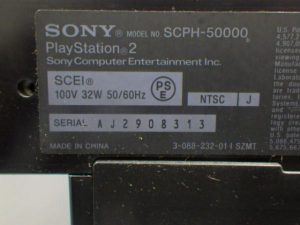 SONY MODEL NO. SCPH-50000
PlayStation®2
Sony Computer Entertainment Inc.
SCEI®
100V 32W 50/60Hz
PS
E
NTSC J
SERIAL AJ2908313
MADE IN CHINA
3-088-232-01 SZMT
U.S. P
license